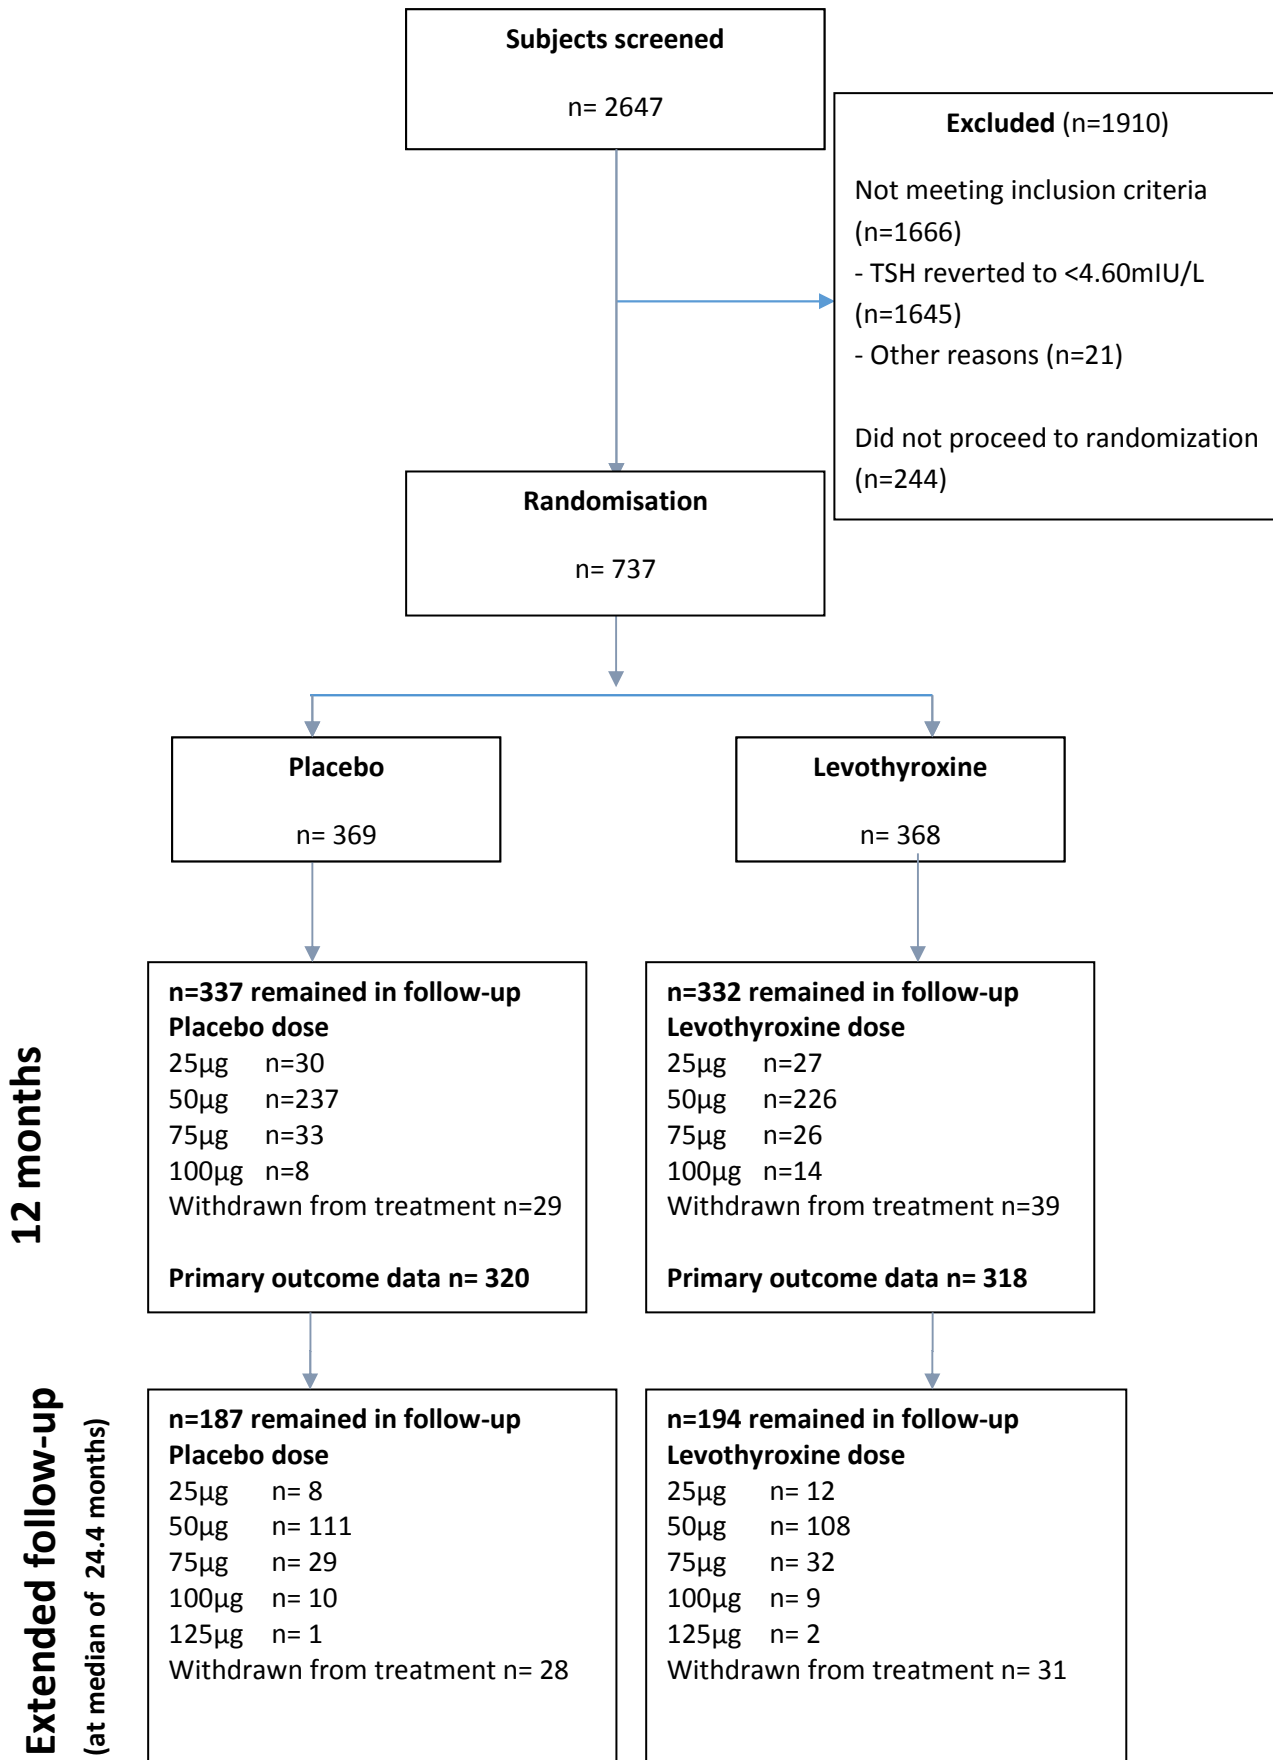 Subjects screened
n= 2647
Excluded (n=1910)
Not meeting inclusion criteria
(n=1666)
- TSH reverted to <4.60mIU/L
(n=1645)
- Other reasons (n=21)
Did not proceed to randomization
(n=244)
Randomisation
n= 737
Placebo
n= 369
Levothyroxine
n= 368
12 months
n=337 remained in follow-up
Placebo dose
25µg n=30
50µg n=237
75µg n=33
100µg n=8
Withdrawn from treatment n=29
Primary outcome data n= 320
n=332 remained in follow-up
Levothyroxine dose
25µg n=27
50µg n=226
75µg n=26
100µg n=14
Withdrawn from treatment n=39
Primary outcome data n= 318
Extended follow-up
(at median of 24.4 months)
n=187 remained in follow-up
Placebo dose
25µg n= 8
50µg n= 111
75µg n= 29
100µg n= 10
125µg n= 1
Withdrawn from treatment n= 28
n=194 remained in follow-up
Levothyroxine dose
25µg n= 12
50µg n= 108
75µg n= 32
100µg n= 9
125µg n= 2
Withdrawn from treatment n= 31